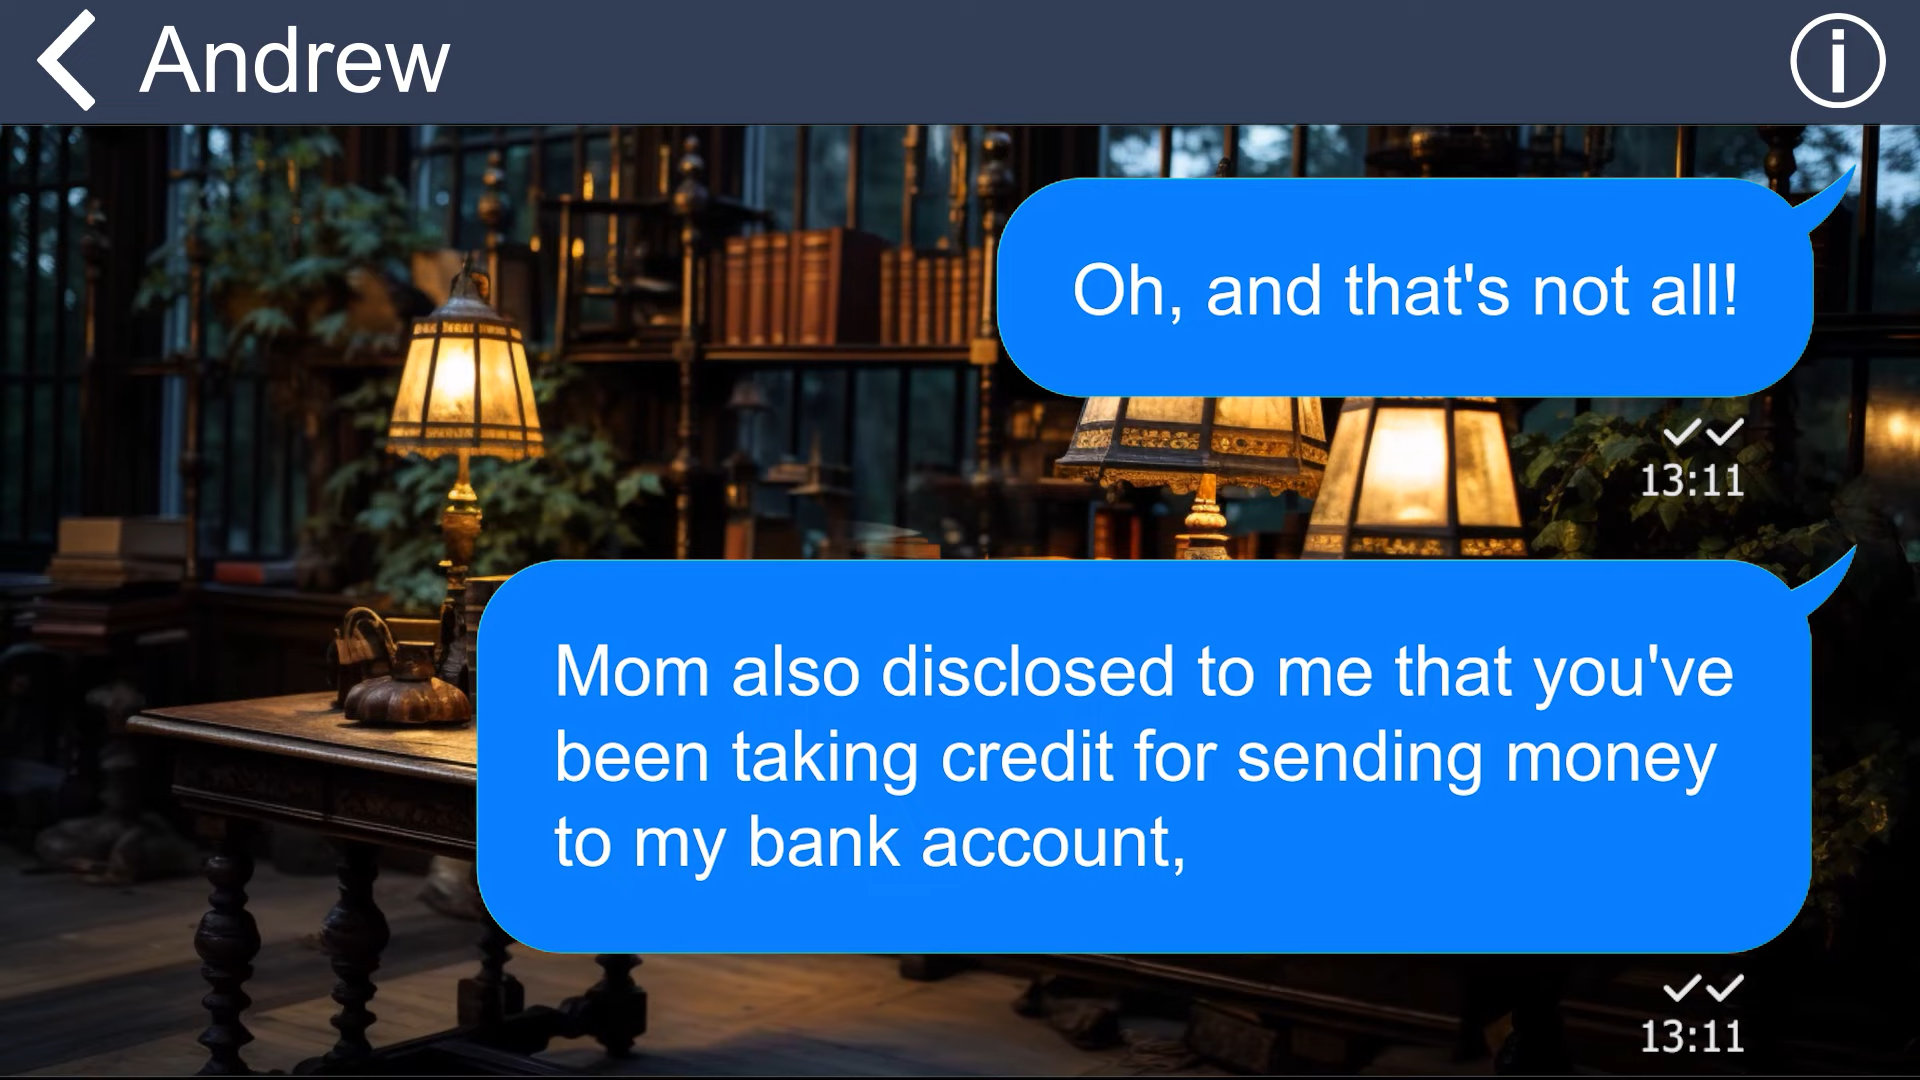 Andrew
Oh, and that's not all!
13:11
Mom also disclosed to me that you've
been taking credit for sending money
to my bank account,
13:11